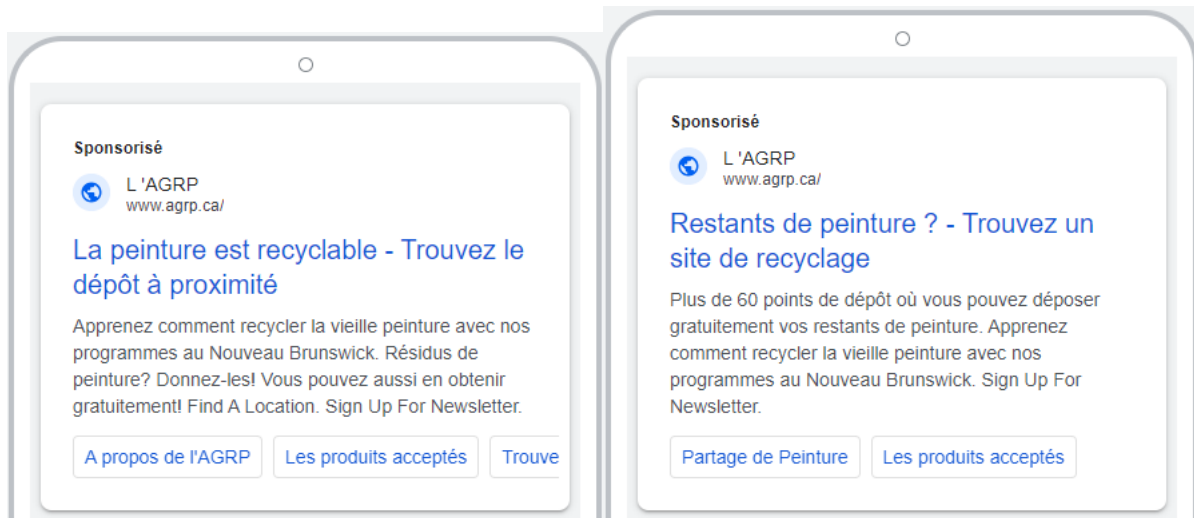 Sponsorisé
L 'AGRP
www.agrp.ca/
La peinture est recyclable - Trouvez le
dépôt à proximité
Apprenez comment recycler la vieille peinture avec nos
programmes au Nouveau Brunswick. Résidus de
peinture? Donnez-les! Vous pouvez aussi en obtenir
gratuitement! Find A Location. Sign Up For Newsletter.
A propos de l'AGRP
Les produits acceptés
Trouve
Sponsorisé
L 'AGRP
www.agrp.ca/
Restants de peinture ? - Trouvez un
site de recyclage
Plus de 60 points de dépôt où vous pouvez déposer
gratuitement vos restants de peinture. Apprenez
comment recycler la vieille peinture avec nos
programmes au Nouveau Brunswick. Sign Up For
Newsletter.
Partage de Peinture
Les produits acceptés